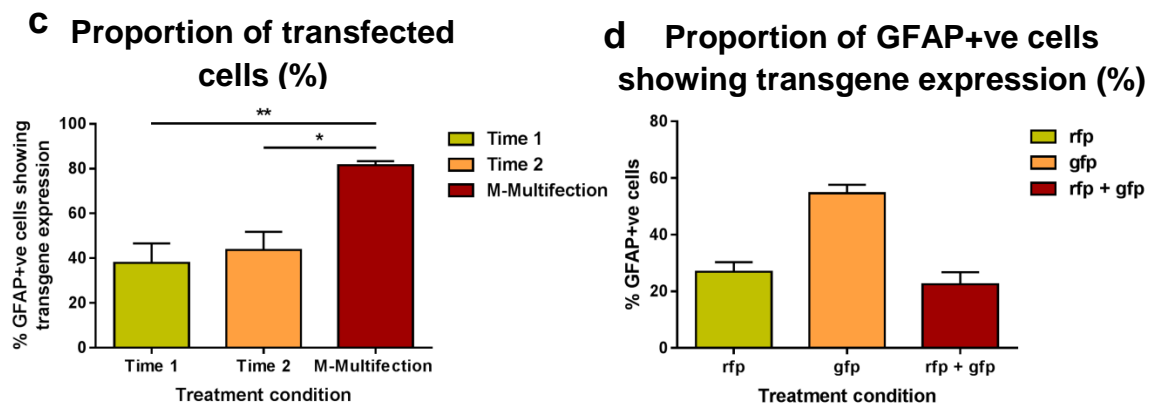 c Proportion of transfected
cells (%)
% GFAP+ve cells showing
transgene expression
100
80
60
40
20
0
**
*
Time 1
Time 2
M-Multifection
Time 1 Time 2 M-Multifection
Treatment condition
d Proportion of GFAP+ve cells
showing transgene expression (%)
% GFAP+ve cells
80
60
40
20
0
rfp
gfp
rfp + gfp
rfp gfp rfp + gfp
Treatment condition